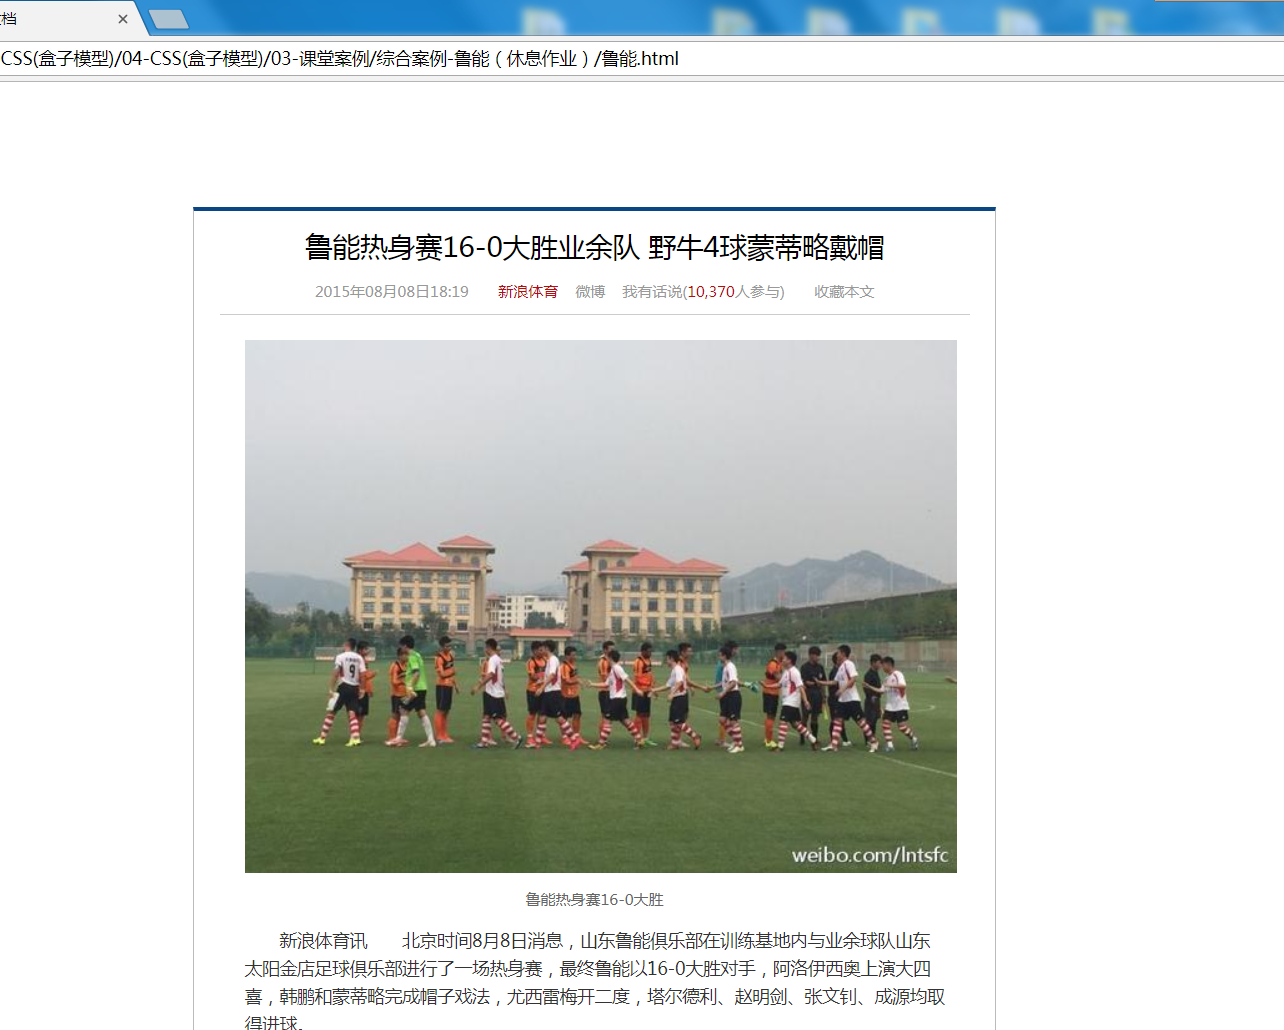 档
CSS(盒子模型)/04-CSS(盒子模型)/03-课堂案例/综合案例-鲁能（休息作业）/鲁能.html
鲁能热身赛16-0大胜业余队 野牛4球蒙蒂略戴帽
2015年08月08日18:19 新浪体育 微博 我有话说(10,370人参与) 收藏本文
9
weibo.com/lntsfc
鲁能热身赛16-0大胜
新浪体育讯 北京时间8月8日消息，山东鲁能俱乐部在训练基地内与业余球队山东
太阳金店足球俱乐部进行了一场热身赛，最终鲁能以16-0大胜对手，阿洛伊西奥上演大四
喜，韩鹏和蒙蒂略完成帽子戏法，尤西雷梅开二度，塔尔德利、赵明剑、张文钊、成源均取
得进球。